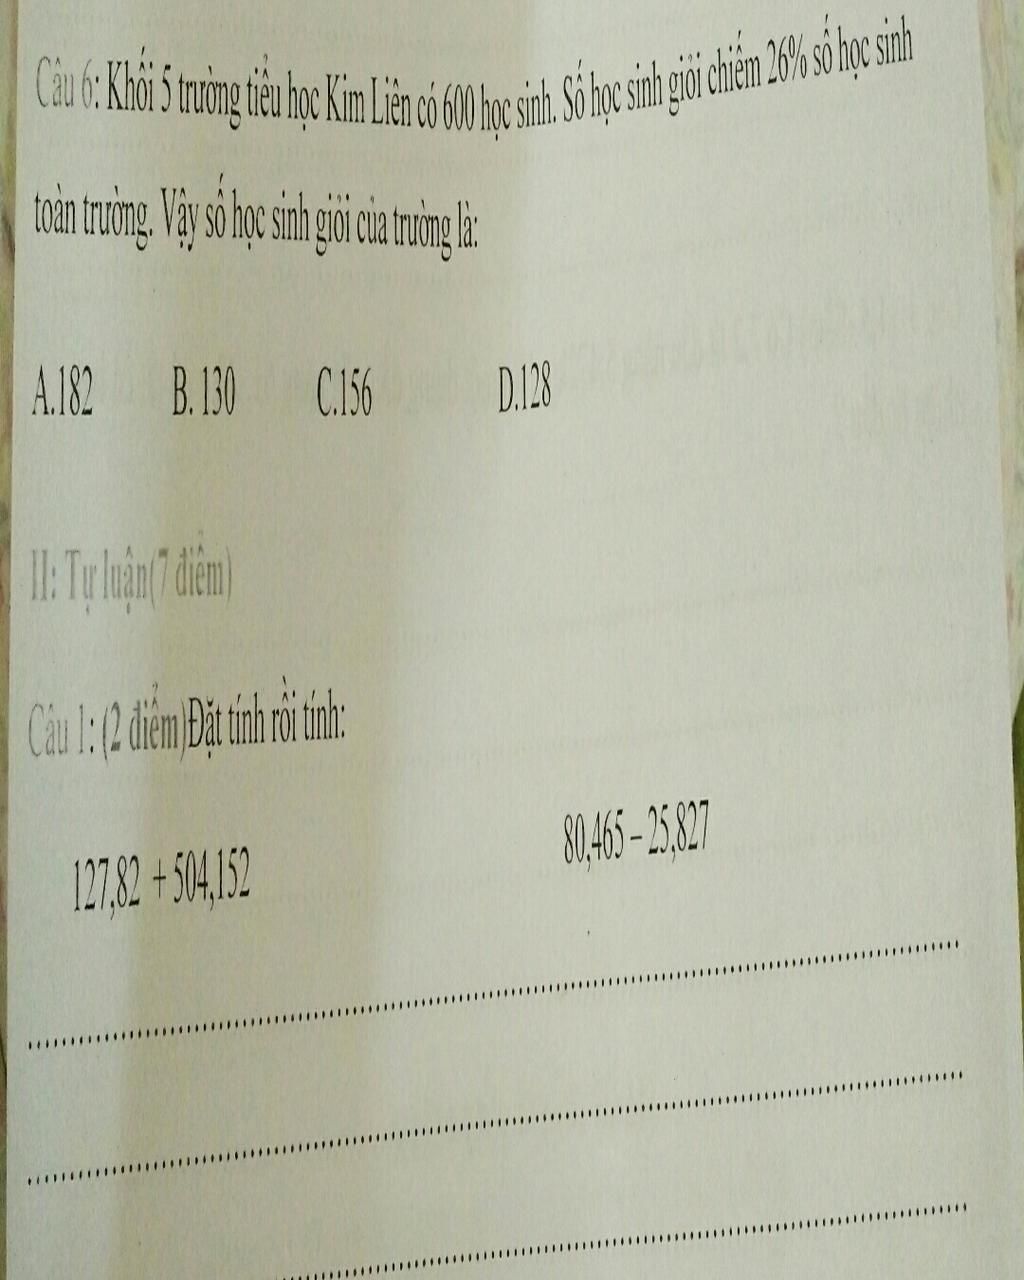 Câu 6: Khối 5 trường tiểu học Kim Liên có 600 học sinh. Số học sinh giỏi chiếm 26% số học sinh
toàn trường. Vậy số học sinh giỏi của trường là:
A.182 B. 130 C.156 D.128
II: Tự luận(7 điểm)
Câu 1: (2 điểm)Đặt tính rồi tính:
127,82 + 504,152 80,465 – 25,827